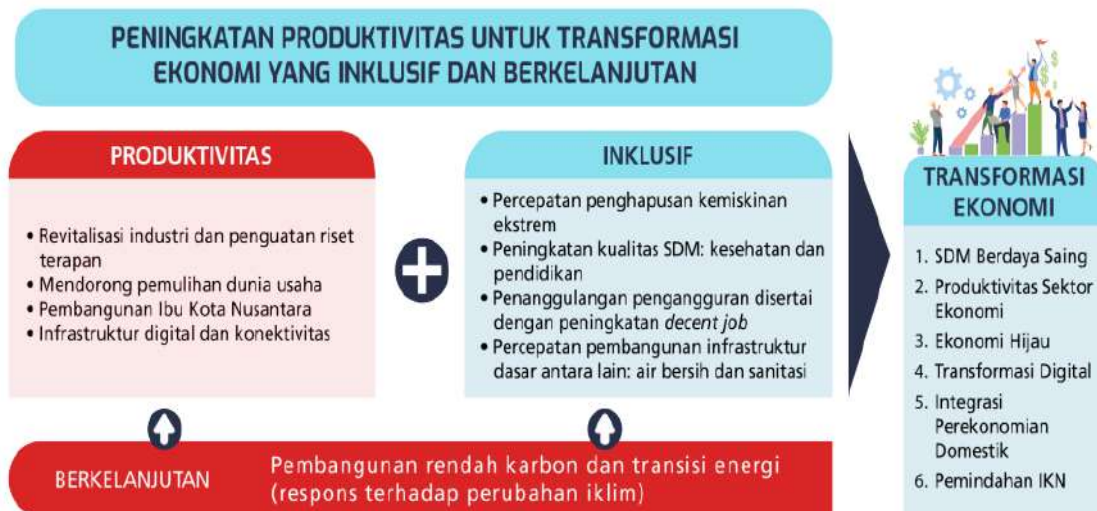 PENINGKATAN PRODUKTIVITAS UNTUK TRANSFORMASI
EKONOMI YANG INKLUSIF DAN BERKELANJUTAN
PRODUKTIVITAS
• Revitalisasi industri dan penguatan riset
terapan
• Mendorong pemulihan dunia usaha
• Pembangunan Ibu Kota Nusantara
• Infrastruktur digital dan konektivitas
INKLUSIF
• Percepatan penghapusan kemiskinan
ekstrem
• Peningkatan kualitas SDM: kesehatan dan
pendidikan
• Penanggulangan pengangguran disertai
dengan peningkatan decent job
• Percepatan pembangunan infrastruktur
dasar antara lain: air bersih dan sanitasi
BERKELANJUTAN
Pembangunan rendah karbon dan transisi energi
(respons terhadap perubahan iklim)
TRANSFORMASI
EKONOMI
1. SDM Berdaya Saing
2. Produktivitas Sektor
Ekonomi
3. Ekonomi Hijau
4. Transformasi Digital
5. Integrasi
Perekonomian
Domestik
6. Pemindahan IKN